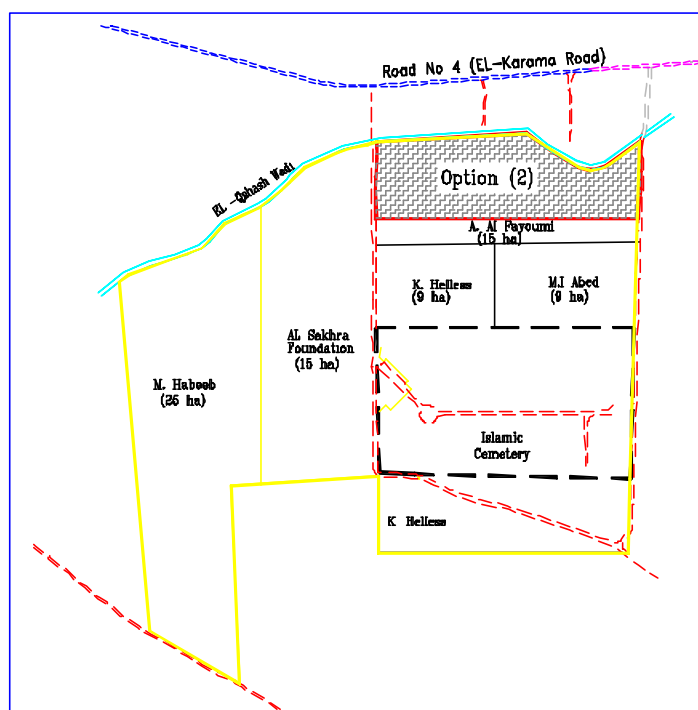 Road No 4 (EL-Karama Road)
EL -Qahash Wadi
Option (2)
A. Al Fayoumi
(15 ha)
K. Helless
(9 ha)
M.I Abed
(9 ha)
AL Sakhra
Foundation
(15 ha)
M. Habeeb
(26 ha)
Islamic
Cemetery
K Helless